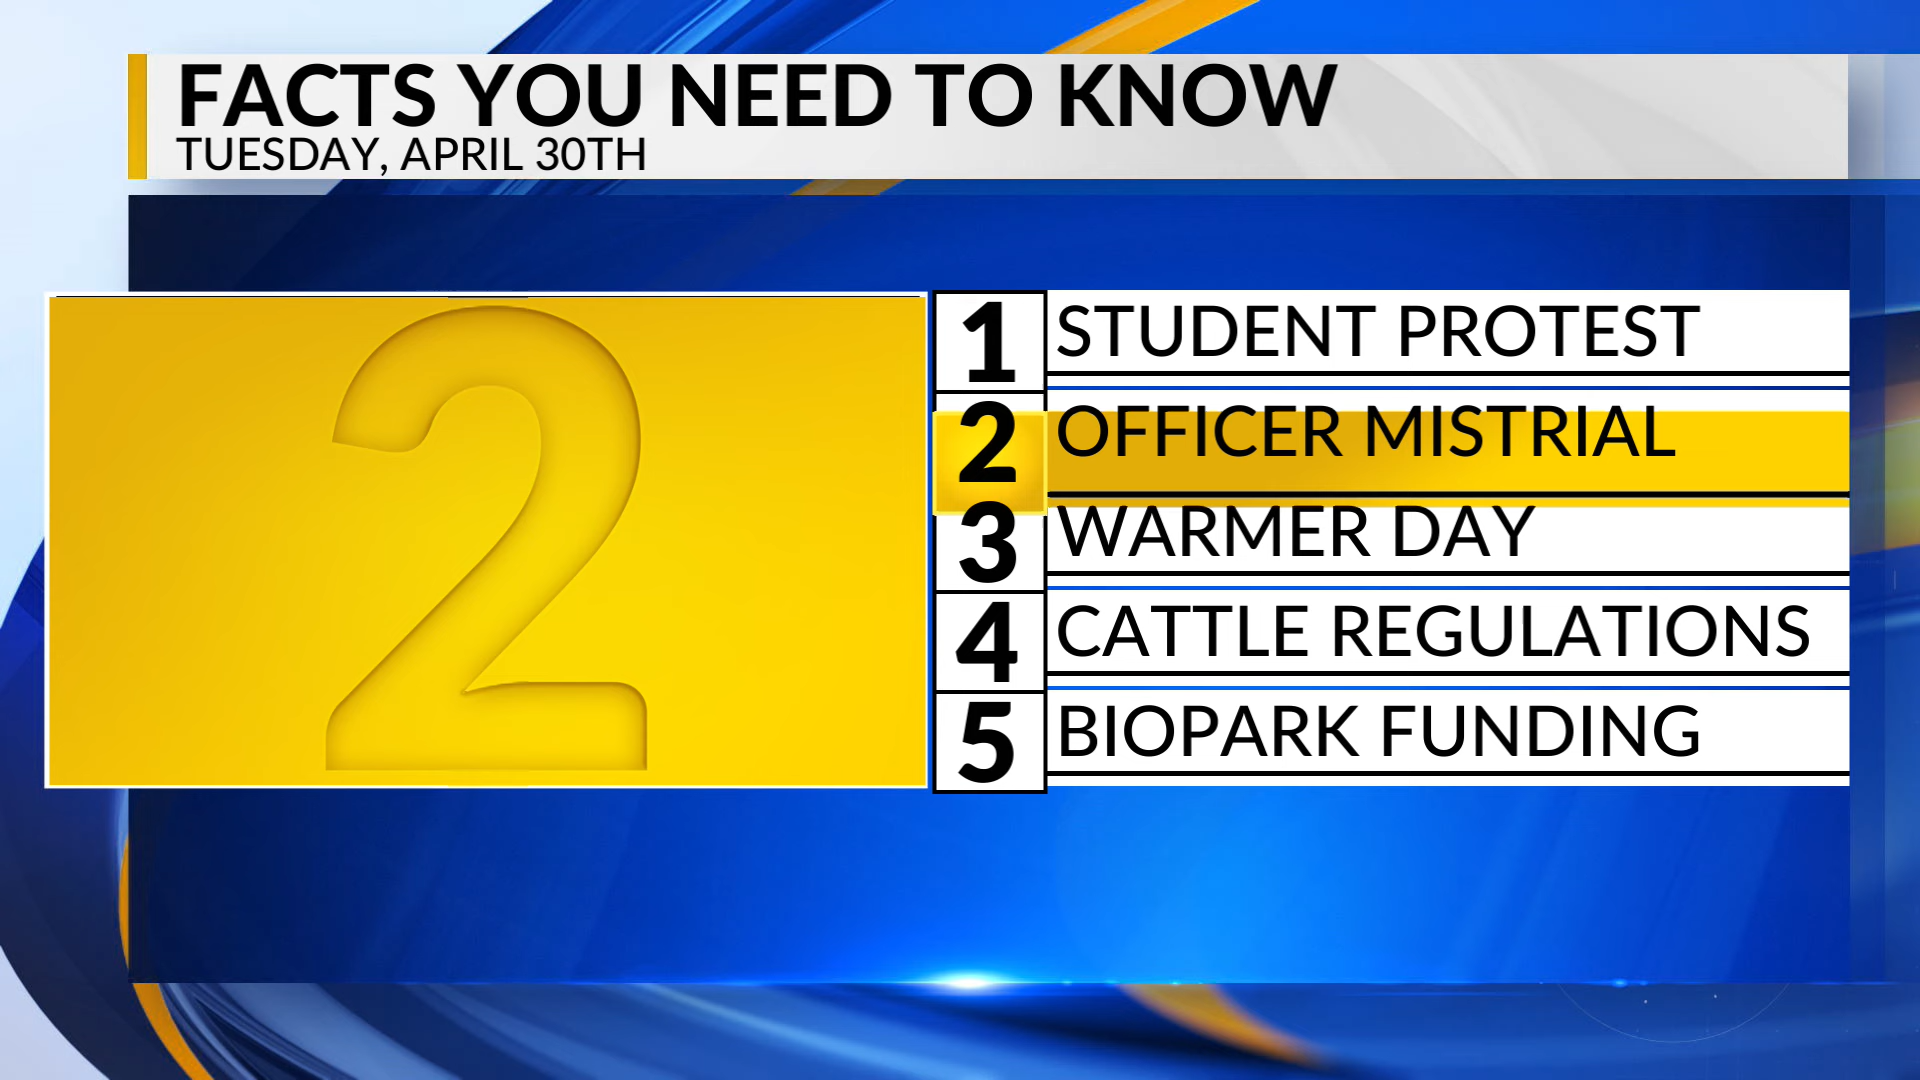 FACTS YOU NEED TO KNOW
TUESDAY, APRIL 30TH
2
1 STUDENT PROTEST
2 OFFICER MISTRIAL
3 WARMER DAY
4 CATTLE REGULATIONS
5 BIOPARK FUNDING